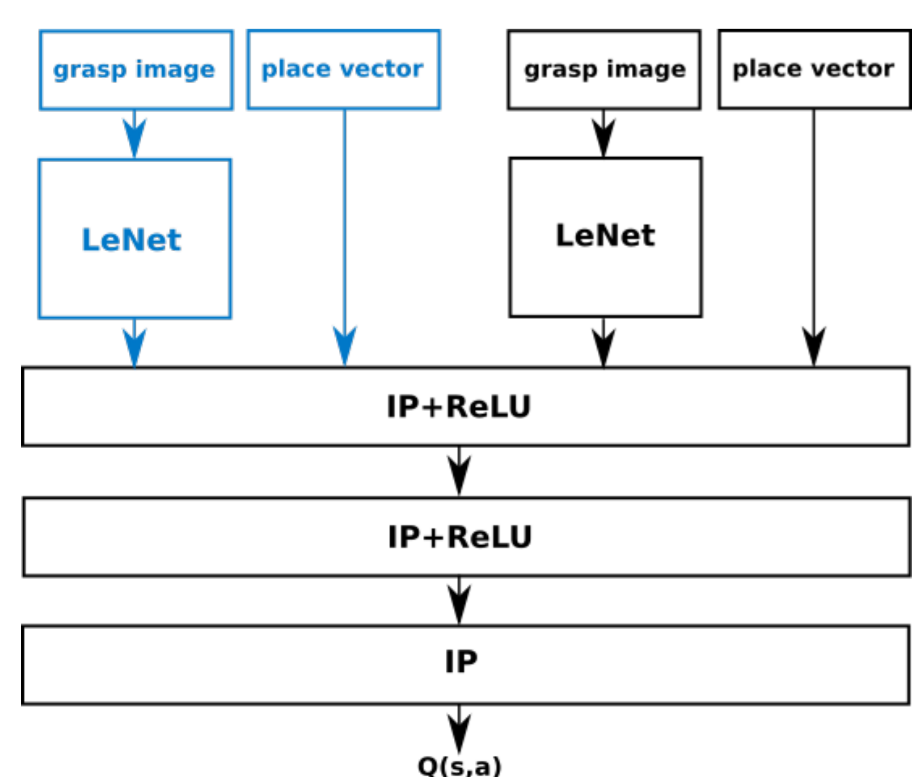 grasp image
place vector
grasp image
place vector
LeNet
LeNet
IP+ReLU
IP+ReLU
IP
Q(s,a)